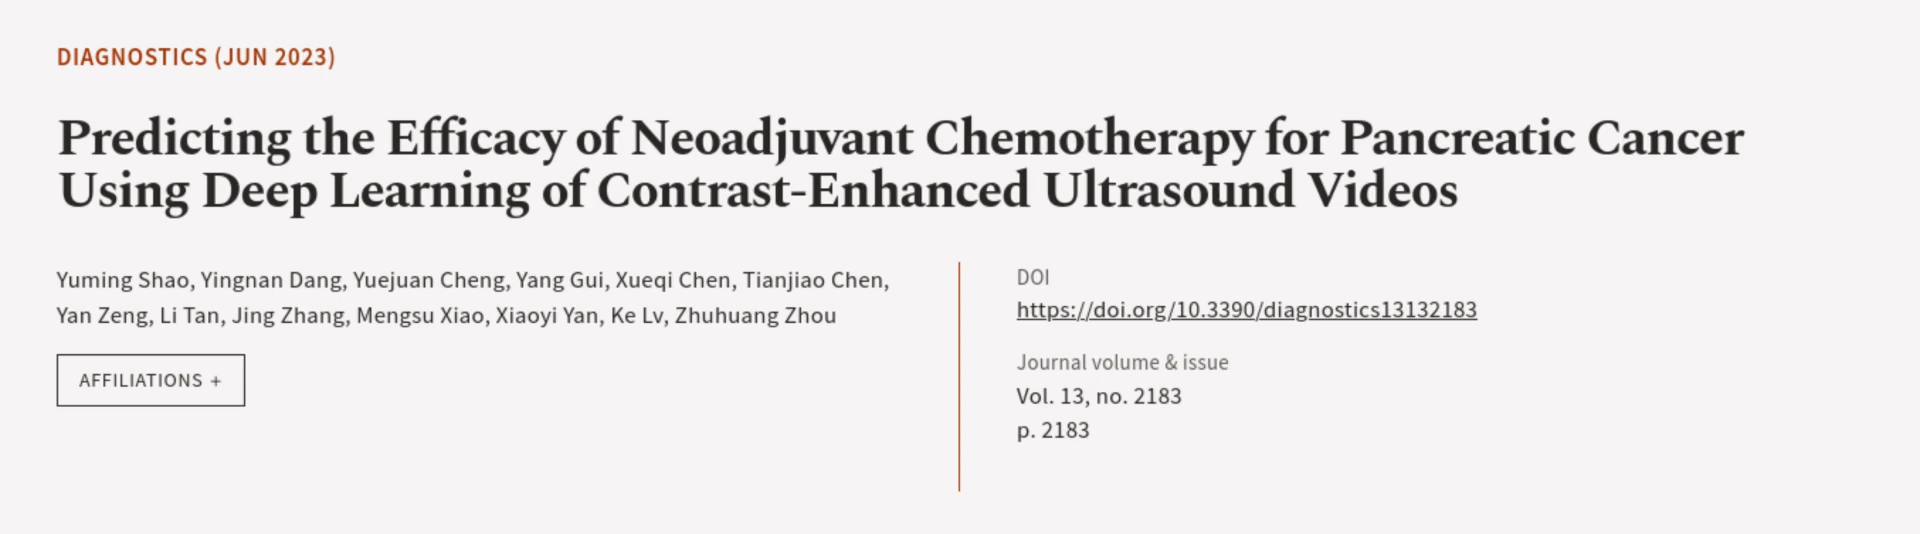 DIAGNOSTICS (JUN 2023)
Predicting the Efficacy of Neoadjuvant Chemotherapy for Pancreatic Cancer
Using Deep Learning of Contrast-Enhanced Ultrasound Videos
Yuming Shao, Yingnan Dang, Yuejuan Cheng, Yang Gui, Xueqi Chen, Tianjiao Chen,
Yan Zeng, Li Tan, Jing Zhang, Mengsu Xiao, Xiaoyi Yan, Ke Lv, Zhuhuang Zhou
AFFILIATIONS +
DOI
https://doi.org/10.3390/diagnostics13132183
Journal volume & issue
Vol. 13, no. 2183
p. 2183